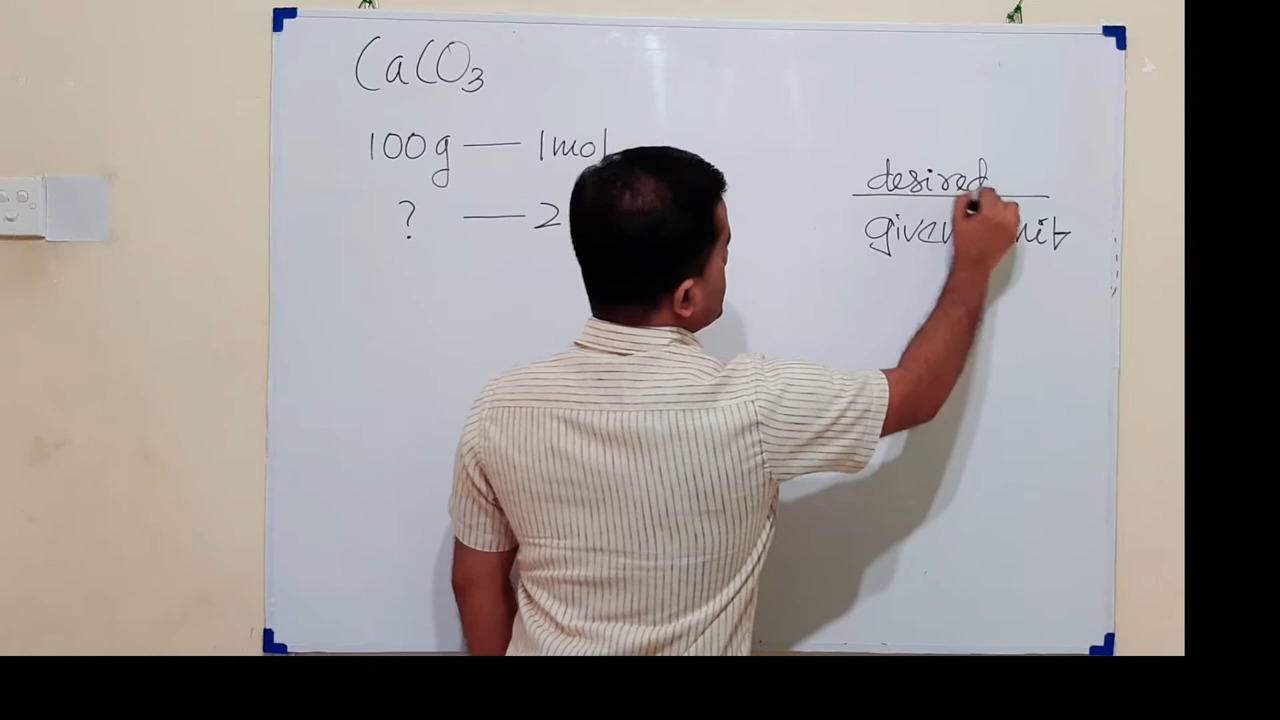 CaCO3
100g — 1mol
? — 2
desired
given unit